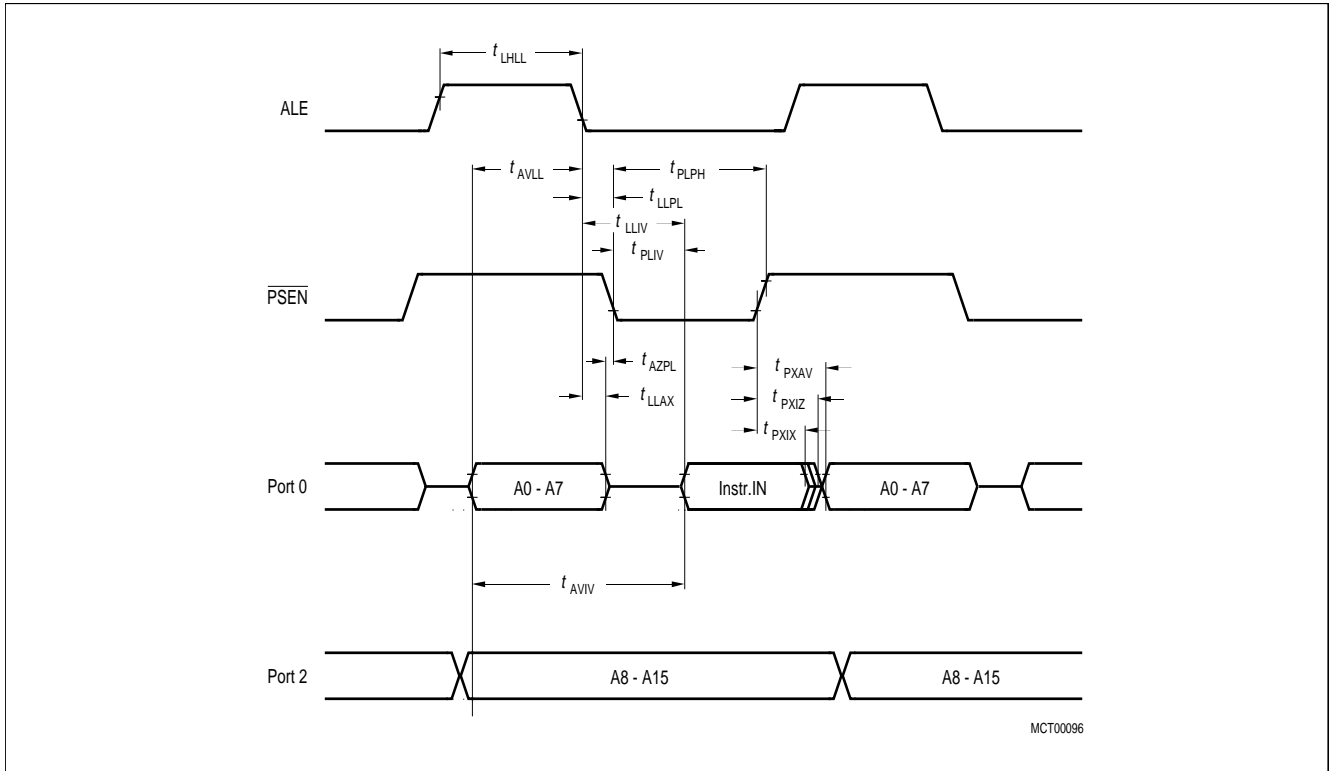 t LHLL
ALE
t AVLL
t PLPH
t LLPL
t LLIV
t PLIV
PSEN
t AZPL
t PXAV
t LLAX
t PXIZ
t PXIX
Port 0
A0 - A7
Instr.IN
A0 - A7
t AVIV
Port 2
A8 - A15
A8 - A15
MCT00096